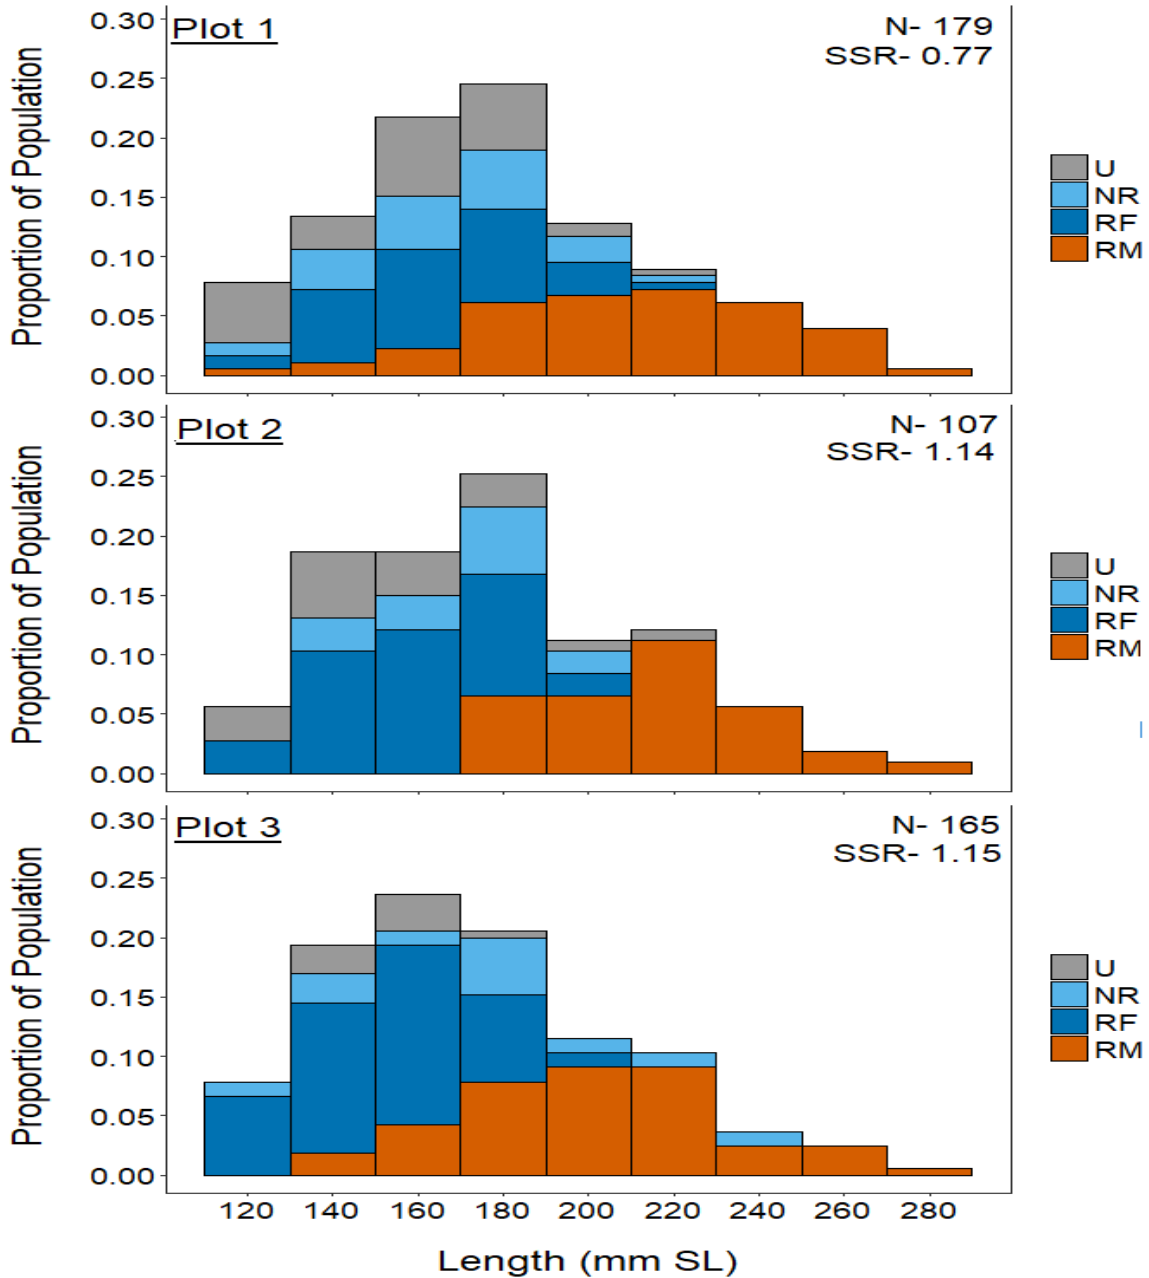 Plot 1
N- 179
SSR- 0.77
Proportion of Population
0.30
0.25
0.20
0.15
0.10
0.05
0.00
U
NR
RF
RM
Plot 2
N- 107
SSR- 1.14
Proportion of Population
0.30
0.25
0.20
0.15
0.10
0.05
0.00
U
NR
RF
RM
Plot 3
N- 165
SSR- 1.15
Proportion of Population
0.30
0.25
0.20
0.15
0.10
0.05
0.00
U
NR
RF
RM
120 140 160 180 200 220 240 260 280
Length (mm SL)